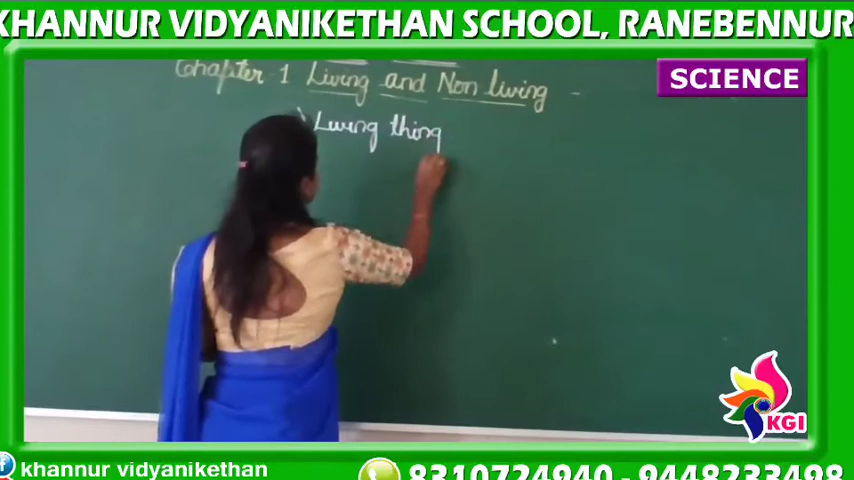 KHANNUR VIDYANIKETHAN SCHOOL, RANEBENNUR
SCIENCE
Chapter - 1 Living and Non living -
) Living thing
KGI
khannur vidyanikethan
8310724940 - 9448233498